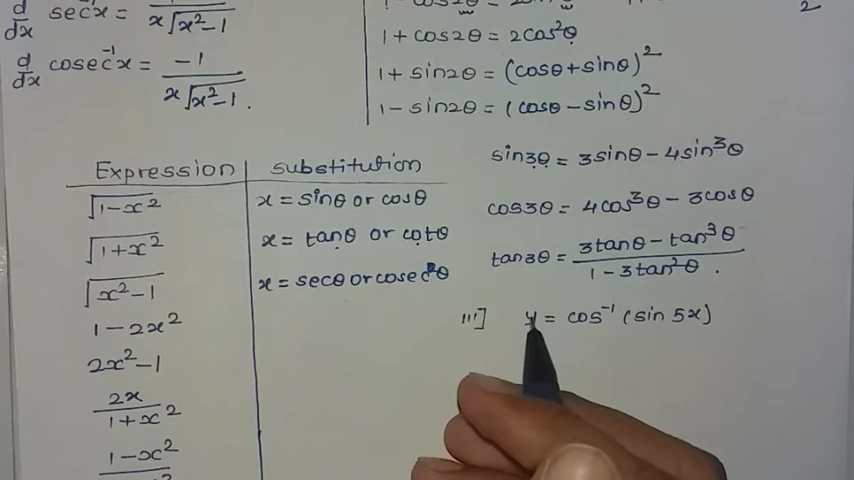 d/dx sec⁻¹x = 1/(x√(x²-1))
d/dx cosec⁻¹x = -1/(x√(x²-1)).
1 + cos2θ = 2cos²θ
1 + sin2θ = (cosθ + sinθ)²
1 - sin2θ = (cosθ - sinθ)²
2
Expression | substitution
√(1-x²) | x = sinθ or cosθ
√(1+x²) | x = tanθ or cotθ
√(x²-1) | x = secθ or cosecθ
1 - 2x²
2x² - 1
2x/(1+x²)
1-x²
sin3θ = 3sinθ - 4sin³θ
cos3θ = 4cos³θ - 3cosθ
tan3θ = (3tanθ - tan³θ)/(1 - 3tan²θ).
iii] y = cos⁻¹(sin 5x)